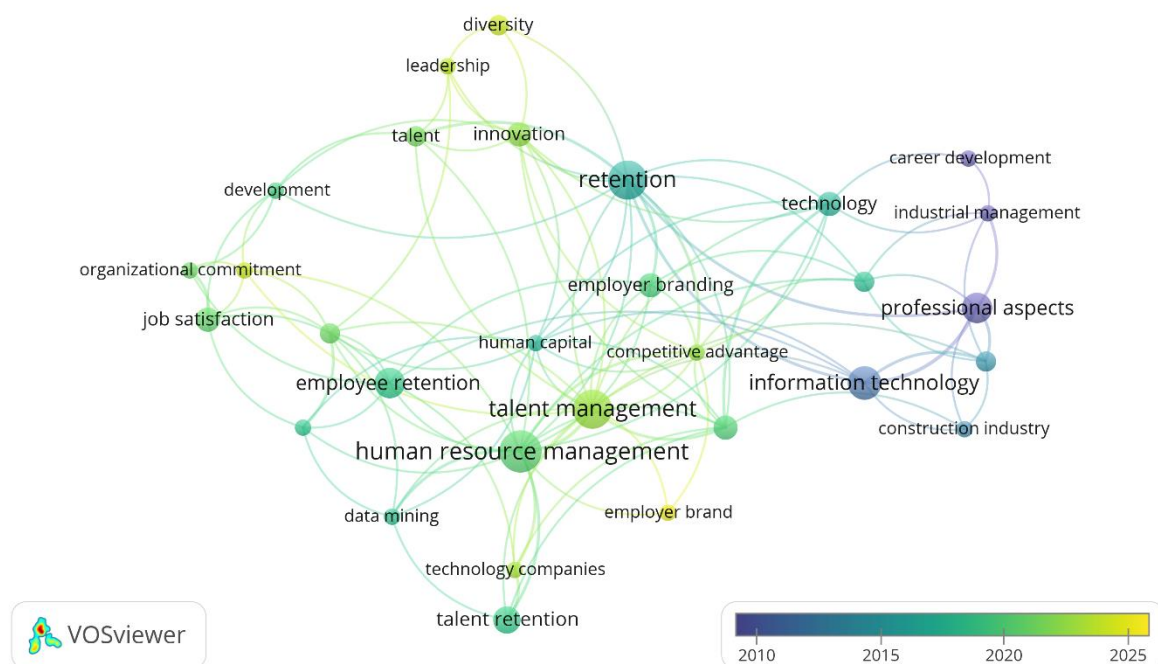 diversity
leadership
talent
innovation
career development
retention
development
technology
industrial management
organizational commitment
employer branding
professional aspects
job satisfaction
human capital
competitive advantage
employee retention
information technology
talent management
construction industry
human resource management
employer brand
data mining
technology companies
talent retention
VOSviewer
2010 2015 2020 2025